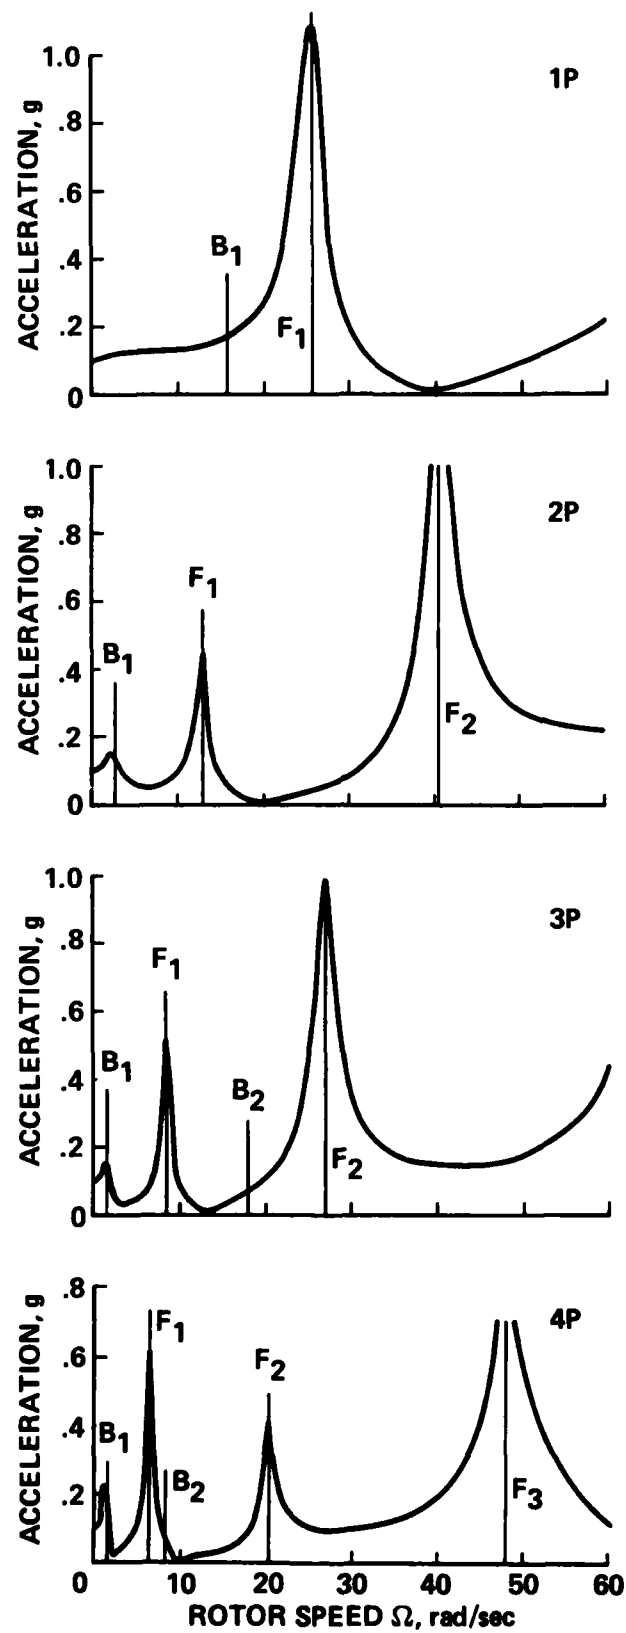 1P
ACCELERATION, g
1.0
.8
.6
.4
.2
0
B1
F1
2P
ACCELERATION, g
1.0
.8
.6
.4
.2
0
B1
F1
F2
3P
ACCELERATION, g
1.0
.8
.6
.4
.2
0
B1
F1
B2
F2
4P
ACCELERATION, g
.8
.6
.4
.2
B1
F1
B2
F2
F3
0 10 20 30 40 50 60
ROTOR SPEED Ω, rad/sec